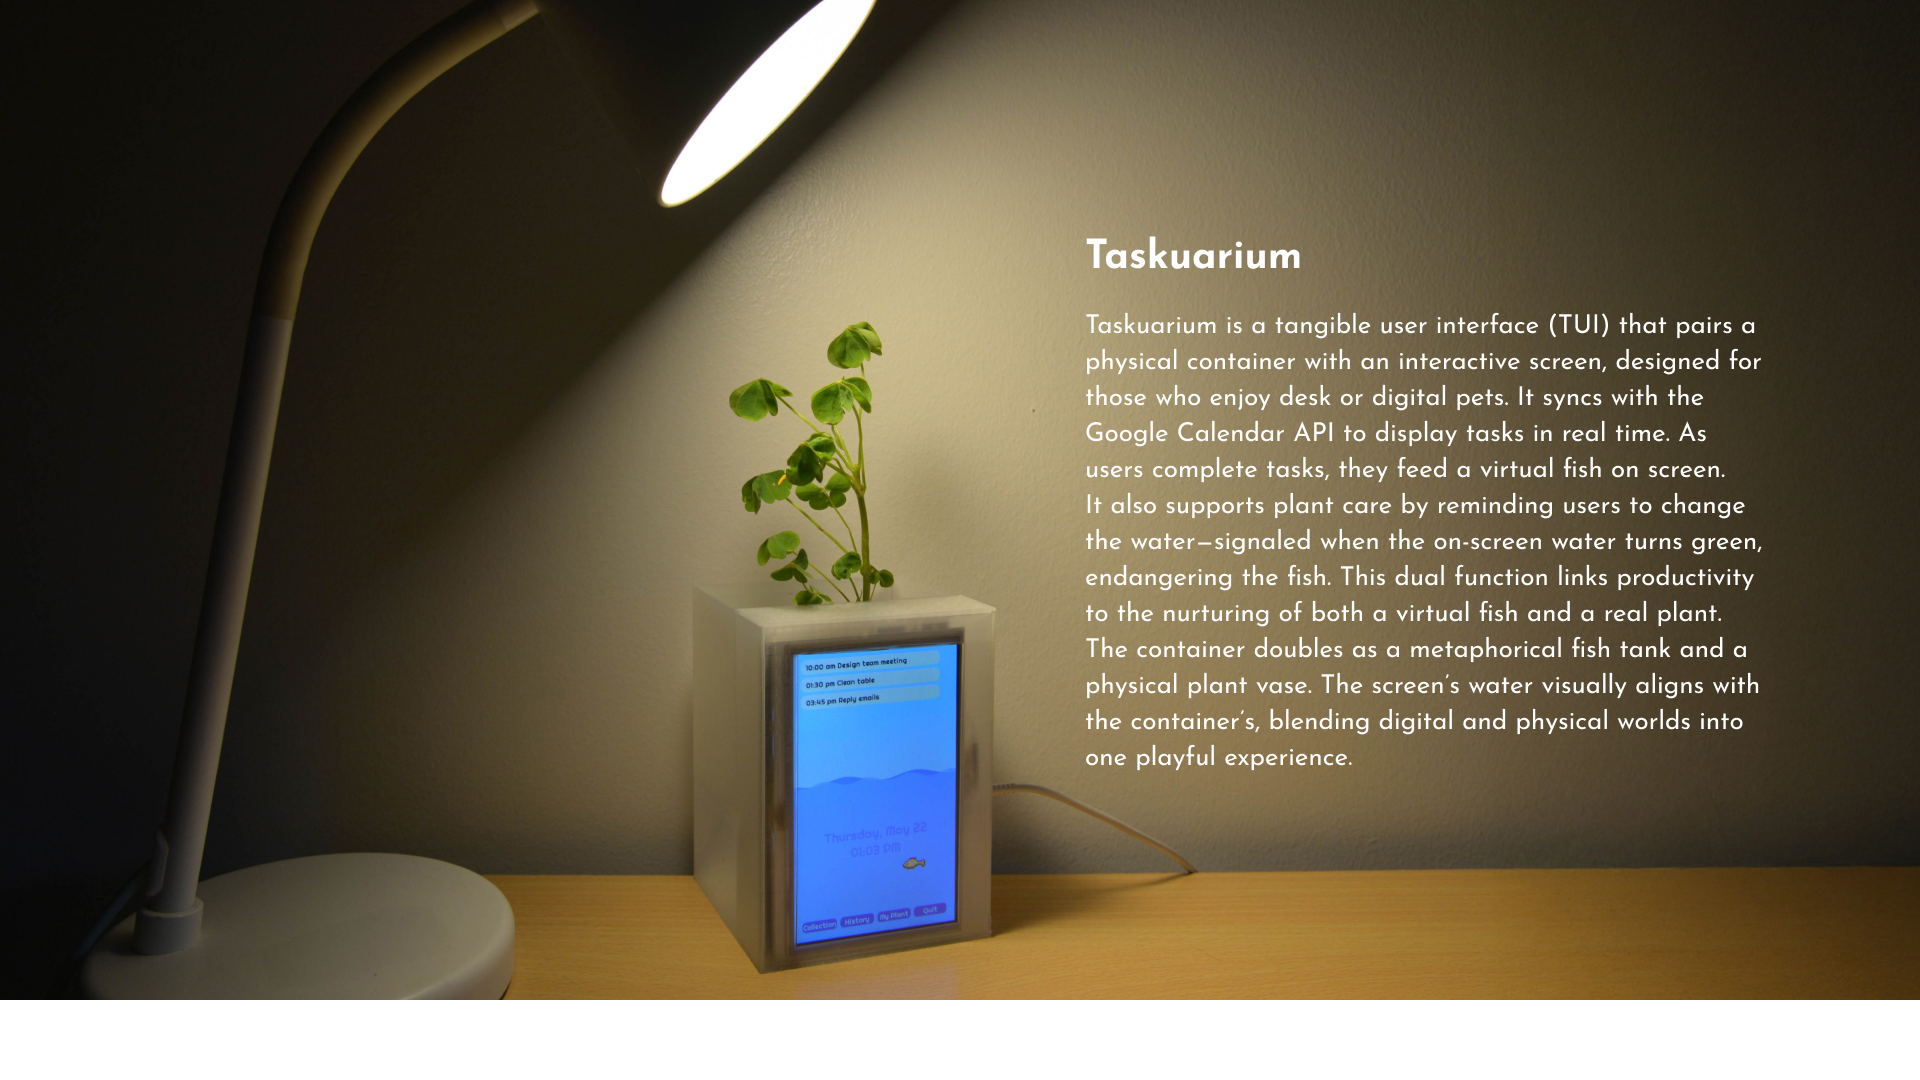 Taskuarium
Taskuarium is a tangible user interface (TUI) that pairs a
physical container with an interactive screen, designed for
those who enjoy desk or digital pets. It syncs with the
Google Calendar API to display tasks in real time. As
users complete tasks, they feed a virtual fish on screen.
It also supports plant care by reminding users to change
the water—signaled when the on-screen water turns green,
endangering the fish. This dual function links productivity
to the nurturing of both a virtual fish and a real plant.
The container doubles as a metaphorical fish tank and a
physical plant vase. The screen's water visually aligns with
the container's, blending digital and physical worlds into
one playful experience.
10:00 am Design team meeting
01:30 pm Clean table
03:45 pm Reply emails
Thursday, May 22
01:03 PM
Collection History My Plant Quit